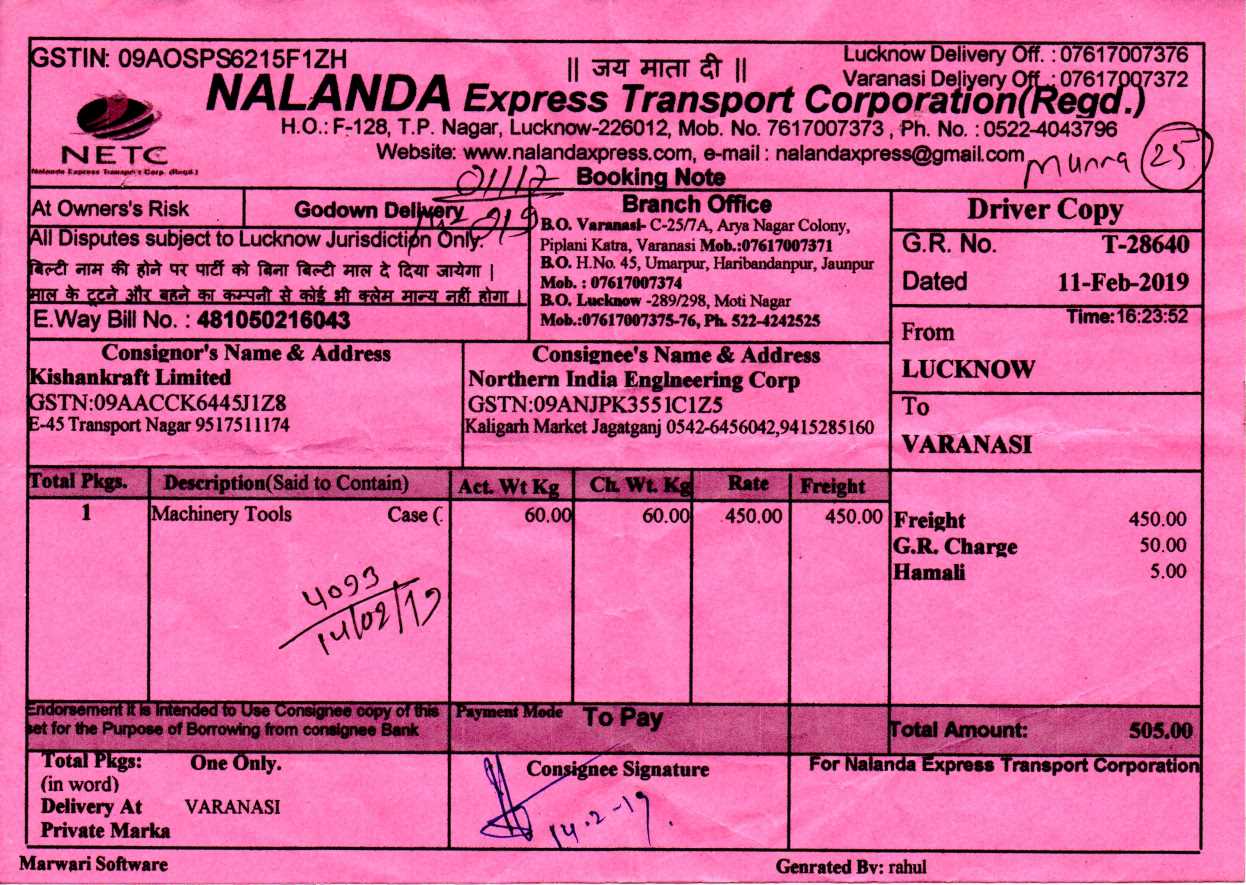 GSTIN: 09AOSPS6215F1ZH
|| जय माता दी ||
Lucknow Delivery Off. : 07617007376
Varanasi Deliyery Off. : 07617007372
NALANDA Express Transport Corporation(Regd.)
H.O.: F-128, T.P. Nagar, Lucknow-226012, Mob. No. 7617007373 , Ph. No. : 0522-4043796
Website: www.nalandaxpress.com, e-mail : nalandaxpress@gmail.com
NETC
Nalanda Express Transport Corp. (Regd.)
Munna 25
01117
Booking Note
At Owners's Risk
Godown Delivery
All Disputes subject to Lucknow Jurisdiction Only.
बिल्टी नाम की होने पर पार्टी को बिना बिल्टी माल दे दिया जायेगा |
माल के टूटने और बहने का कम्पनी से कोई भी क्लेम मान्य नहीं होगा |
E.Way Bill No. : 481050216043
Branch Office
B.O. Varanasi- C-25/7A, Arya Nagar Colony,
Piplani Katra, Varanasi Mob.:07617007371
B.O. H.No. 45, Umarpur, Haribandanpur, Jaunpur
Mob. : 07617007374
B.O. Lucknow -289/298, Moti Nagar
Mob.:07617007375-76, Ph. 522-4242525
Driver Copy
G.R. No. T-28640
Dated 11-Feb-2019
Time:16:23:52
From
LUCKNOW
To
VARANASI
Consignor's Name & Address
Kishankraft Limited
GSTN:09AACCK6445J1Z8
E-45 Transport Nagar 9517511174
Consignee's Name & Address
Northern India EngIneering Corp
GSTN:09ANJPK3551C1Z5
Kaligarh Market Jagatganj 0542-6456042,9415285160
Total Pkgs. Description(Said to Contain) Act. Wt Kg Ch. Wt. Kg Rate Freight
1 Machinery Tools Case (. 60.00 60.00 450.00 450.00
Freight 450.00
G.R. Charge 50.00
Hamali 5.00
4093
14/02/19
Endorsement It is Intended to Use Consignee copy of this
set for the Purpose of Borrowing from consignee Bank
Payment Mode To Pay
Total Amount: 505.00
Total Pkgs: One Only.
(in word)
Delivery At VARANASI
Private Marka
Consignee Signature
14.2-19
For Nalanda Express Transport Corporation
Marwari Software
Genrated By: rahul